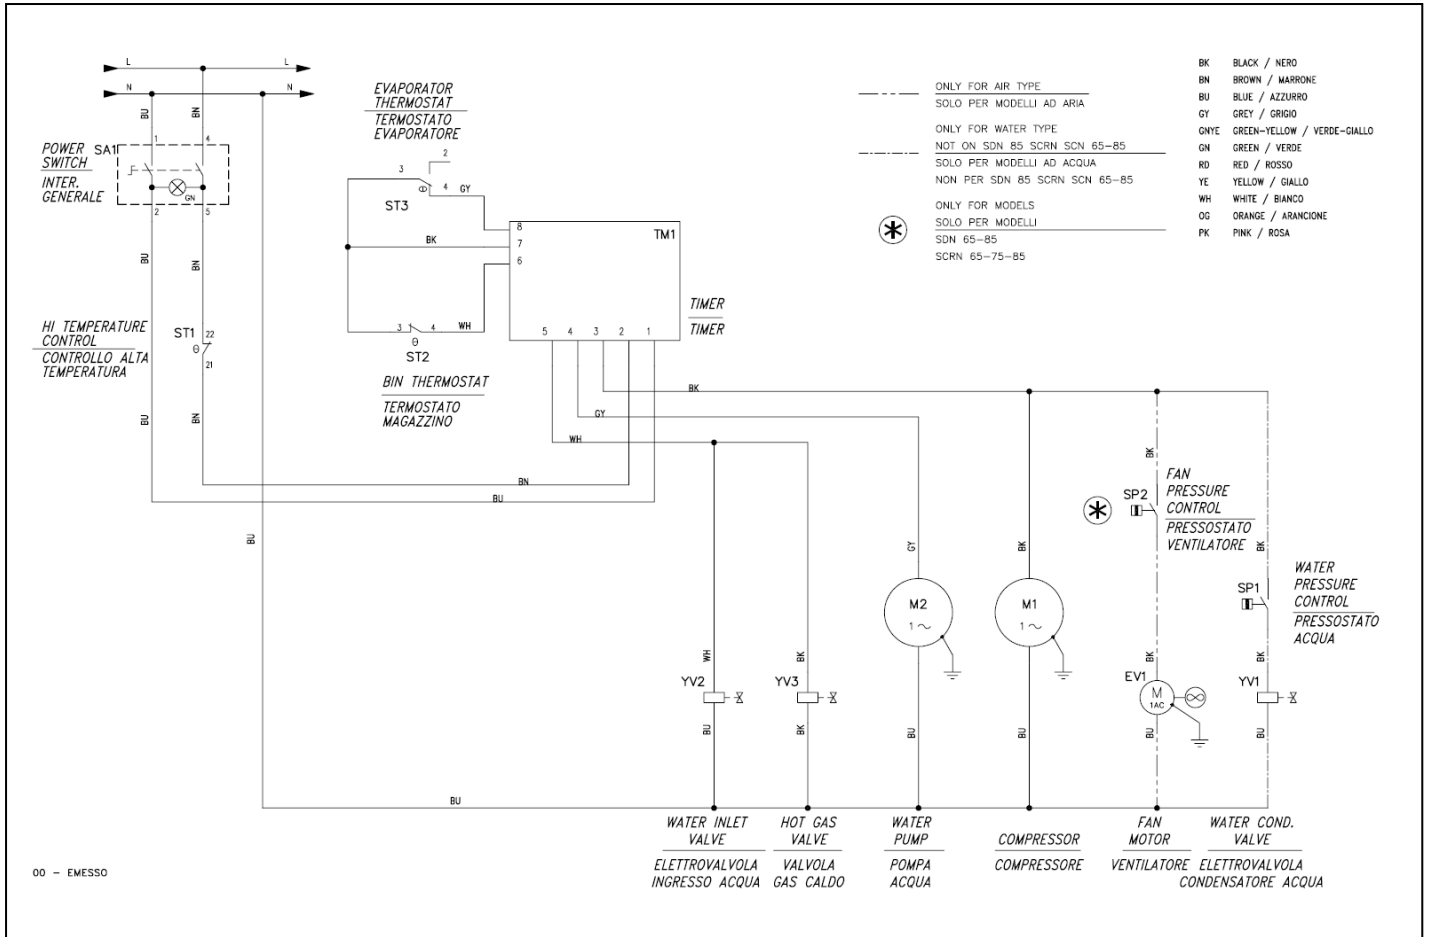 L
L
N
N
BU
BN
1
4
POWER
SWITCH
INTER.
GENERALE
SA1
GN
2
5
BU
BN
HI TEMPERATURE
CONTROL
CONTROLLO ALTA
TEMPERATURA
ST1
22
θ
21
BU
BN
EVAPORATOR
THERMOSTAT
TERMOSTATO
EVAPORATORE
2
3
4
GY
θ
ST3
BK
8
7
6
TM1
3
4
WH
θ
ST2
BIN THERMOSTAT
TERMOSTATO
MAGAZZINO
5
4
3
2
1
TIMER
TIMER
BK
GY
WH
BN
BU
BU
ONLY FOR AIR TYPE
SOLO PER MODELLI AD ARIA
ONLY FOR WATER TYPE
NOT ON SDN 85 SCRN SCN 65-85
SOLO PER MODELLI AD ACQUA
NON PER SDN 85 SCRN SCN 65-85
ONLY FOR MODELS
SOLO PER MODELLI
SDN 65-85
SCRN 65-75-85
BK BLACK / NERO
BN BROWN / MARRONE
BU BLUE / AZZURRO
GY GREY / GRIGIO
GNYE GREEN-YELLOW / VERDE-GIALLO
GN GREEN / VERDE
RD RED / ROSSO
YE YELLOW / GIALLO
WH WHITE / BIANCO
OG ORANGE / ARANCIONE
PK PINK / ROSA
BK
FAN
PRESSURE
CONTROL
PRESSOSTATO
VENTILATORE
SP2
GY
BK
BK
WATER
PRESSURE
CONTROL
PRESSOSTATO
ACQUA
SP1
M2
1 ~
M1
1 ~
WH
BK
BK
BK
YV2
YV3
EV1
M
1AC
YV1
BU
BK
BU
BU
BU
BU
BU
WATER INLET
VALVE
ELETTROVALVOLA
INGRESSO ACQUA
HOT GAS
VALVE
VALVOLA
GAS CALDO
WATER
PUMP
POMPA
ACQUA
COMPRESSOR
COMPRESSORE
FAN
MOTOR
VENTILATORE
WATER COND.
VALVE
ELETTROVALVOLA
CONDENSATORE ACQUA
00 - EMESSO